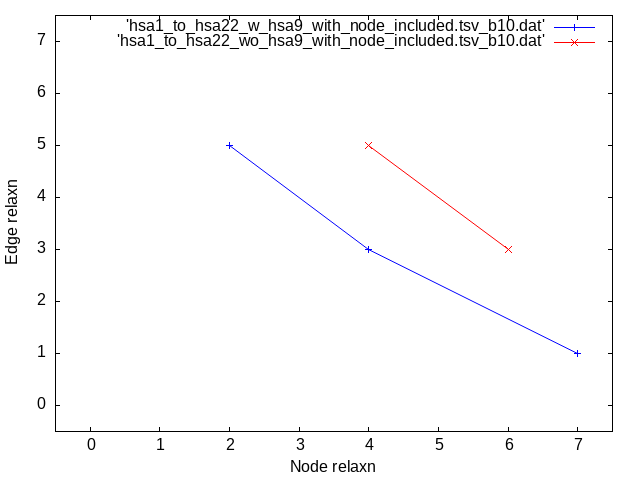 'hsa1_to_hsa22_w_hsa9_with_node_included.tsv_b10.dat'
'hsa1_to_hsa22_wo_hsa9_with_node_included.tsv_b10.dat'
7
6
5
4
3
2
1
0
Edge relaxn
0 1 2 3 4 5 6 7
Node relaxn